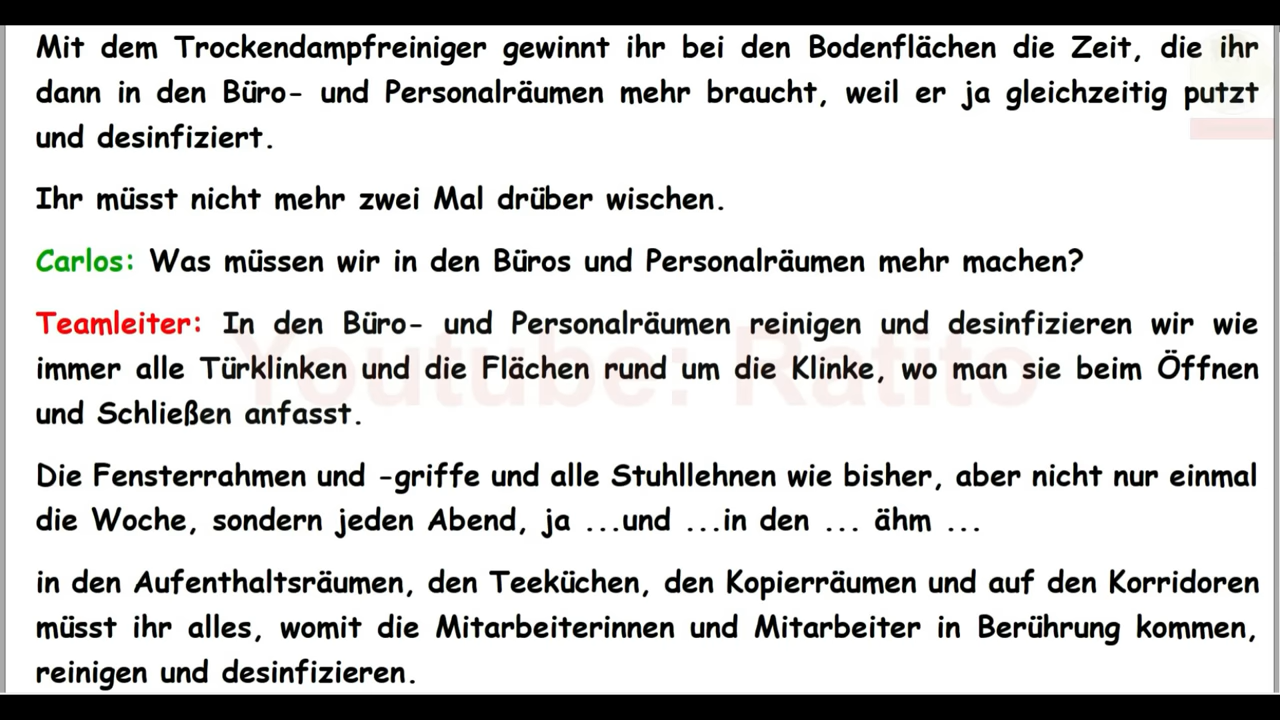 Mit dem Trockendampfreiniger gewinnt ihr bei den Bodenflächen die Zeit, die ihr
dann in den Büro- und Personalräumen mehr braucht, weil er ja gleichzeitig putzt
und desinfiziert.
Ihr müsst nicht mehr zwei Mal drüber wischen.
Carlos: Was müssen wir in den Büros und Personalräumen mehr machen?
Teamleiter: In den Büro- und Personalräumen reinigen und desinfizieren wir wie
immer alle Türklinken und die Flächen rund um die Klinke, wo man sie beim Öffnen
Youtube: Ratito
und Schließen anfasst.
Die Fensterrahmen und -griffe und alle Stuhllehnen wie bisher, aber nicht nur einmal
die Woche, sondern jeden Abend, ja ...und ...in den ... ähm ...
in den Aufenthaltsräumen, den Teeküchen, den Kopierräumen und auf den Korridoren
müsst ihr alles, womit die Mitarbeiterinnen und Mitarbeiter in Berührung kommen,
reinigen und desinfizieren.